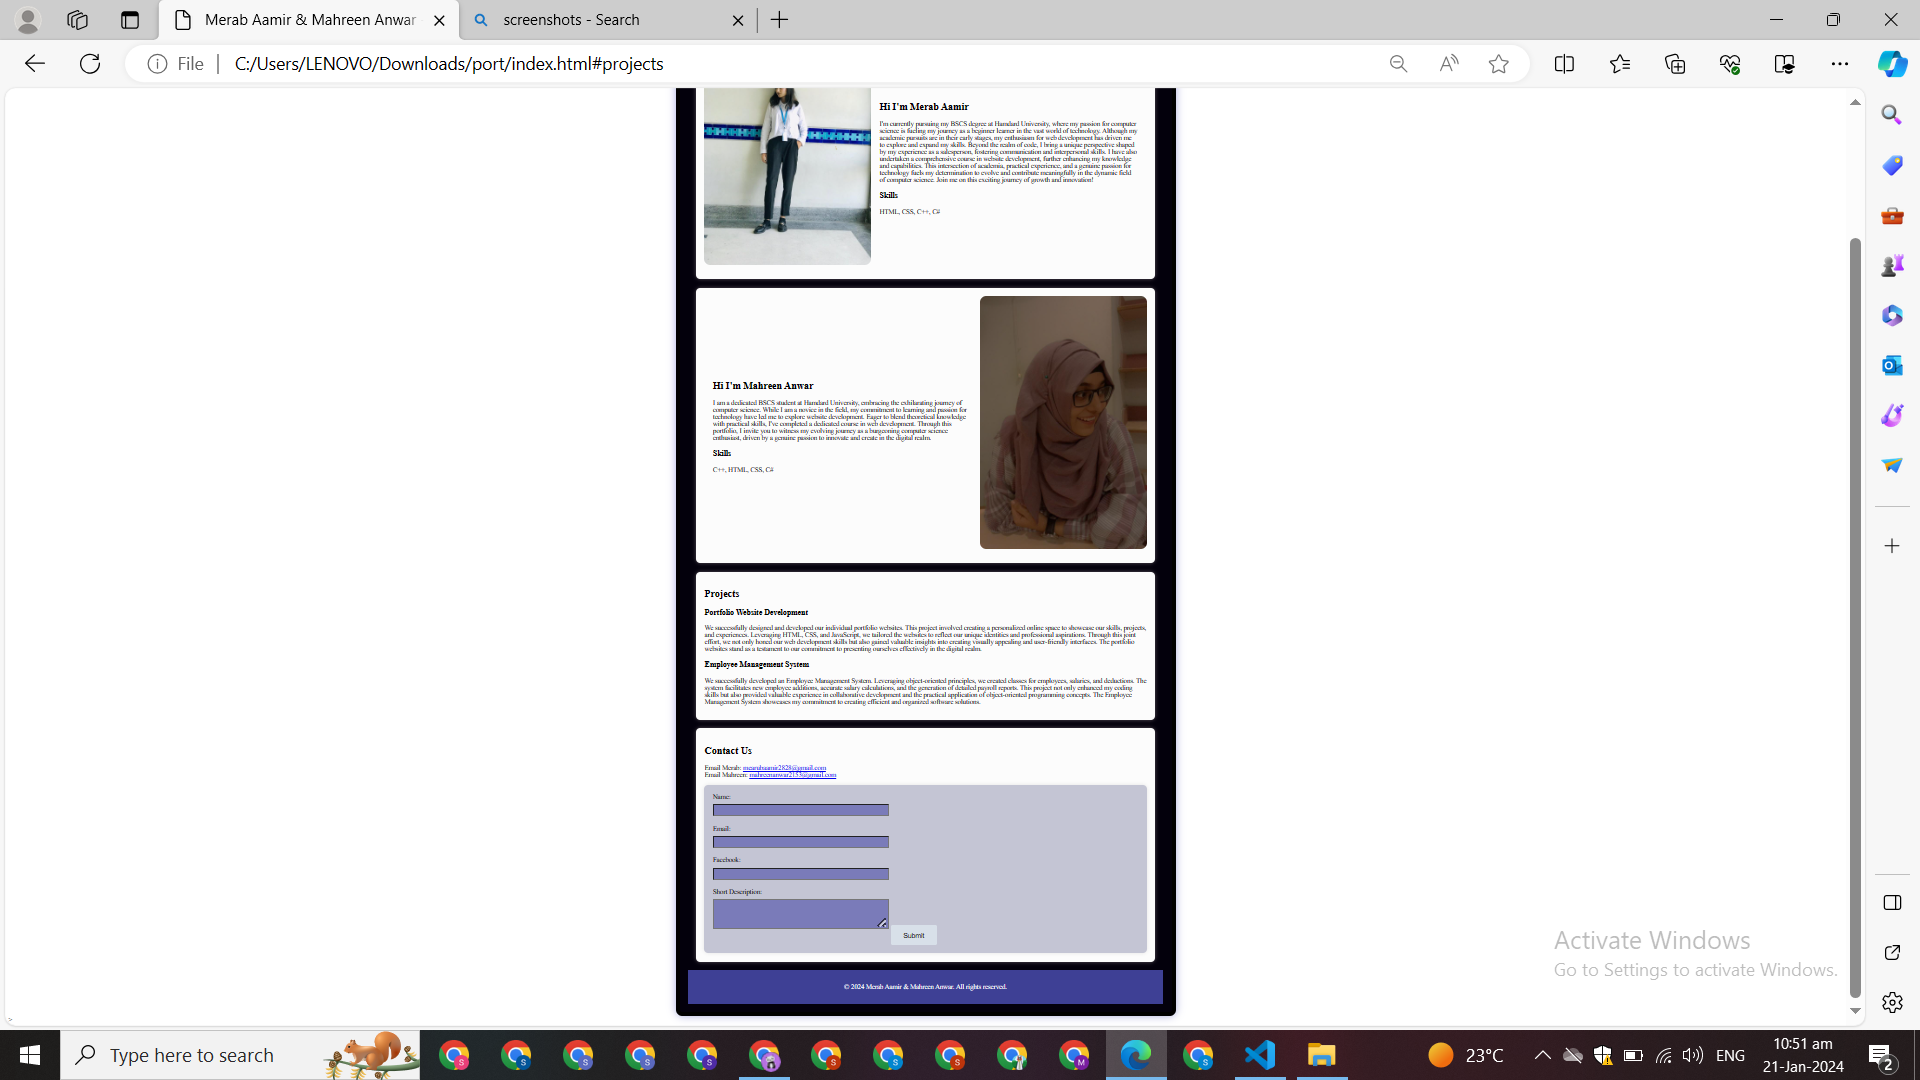 Merab Aamir & Mahreen Anwar
screenshots - Search
File
C:/Users/LENOVO/Downloads/port/index.html#projects
Hi I'm Merab Aamir
I'm currently pursuing my BSCS degree at Hamdard University, where my passion for computer
science is fueling my journey as a beginner learner in the vast world of technology. Although my
academic pursuits are in their early stages, my enthusiasm for web development has driven me
to explore and expand my skills. Beyond the realm of code, I bring a unique perspective shaped
by my experience as a salesperson, fostering communication and interpersonal skills. I have also
undertaken a comprehensive course in website development, further enhancing my knowledge
and capabilities. This intersection of academia, practical experience, and a genuine passion for
technology fuels my determination to evolve and contribute meaningfully in the dynamic field
of computer science. Join me on this exciting journey of growth and innovation!
Skills
HTML, CSS, C++, C#
Hi I'm Mahreen Anwar
I am a dedicated BSCS student at Hamdard University, embracing the exhilarating journey of
computer science. While I am a novice in the field, my commitment to learning and passion for
technology have led me to explore website development. Eager to blend theoretical knowledge
with practical skills, I've completed a dedicated course in web development. Through this
portfolio, I invite you to witness my evolving journey as a burgeoning computer science
enthusiast, driven by a genuine passion to innovate and create in the digital realm.
Skills
C++, HTML, CSS, C#
Projects
Portfolio Website Development
We successfully designed and developed our individual portfolio websites. This project involved creating a personalized online space to showcase our skills, projects,
and experiences. Leveraging HTML, CSS, and JavaScript, we tailored the websites to reflect our unique identities and professional aspirations. Through this joint
effort, we not only honed our web development skills but also gained valuable insights into creating visually appealing and user-friendly interfaces. The portfolio
websites stand as a testament to our commitment to presenting ourselves effectively in the digital realm.
Employee Management System
We successfully developed an Employee Management System. Leveraging object-oriented principles, we created classes for employees, salaries, and deductions. The
system facilitates new employee additions, accurate salary calculations, and the generation of detailed payroll reports. This project not only enhanced my coding
skills but also provided valuable experience in collaborative development and the practical application of object-oriented programming concepts. The Employee
Management System showcases my commitment to creating efficient and organized software solutions.
Contact Us
Email Merab:
Email Mahreen: mahreenanwar2153@gmail.com
Name:
Email:
Facebook:
Short Description:
Submit
© 2024 Merab Aamir & Mahreen Anwar. All rights reserved.
Activate Windows
Go to Settings to activate Windows.
Type here to search
23°C
ENG
10:51 am
21-Jan-2024
2